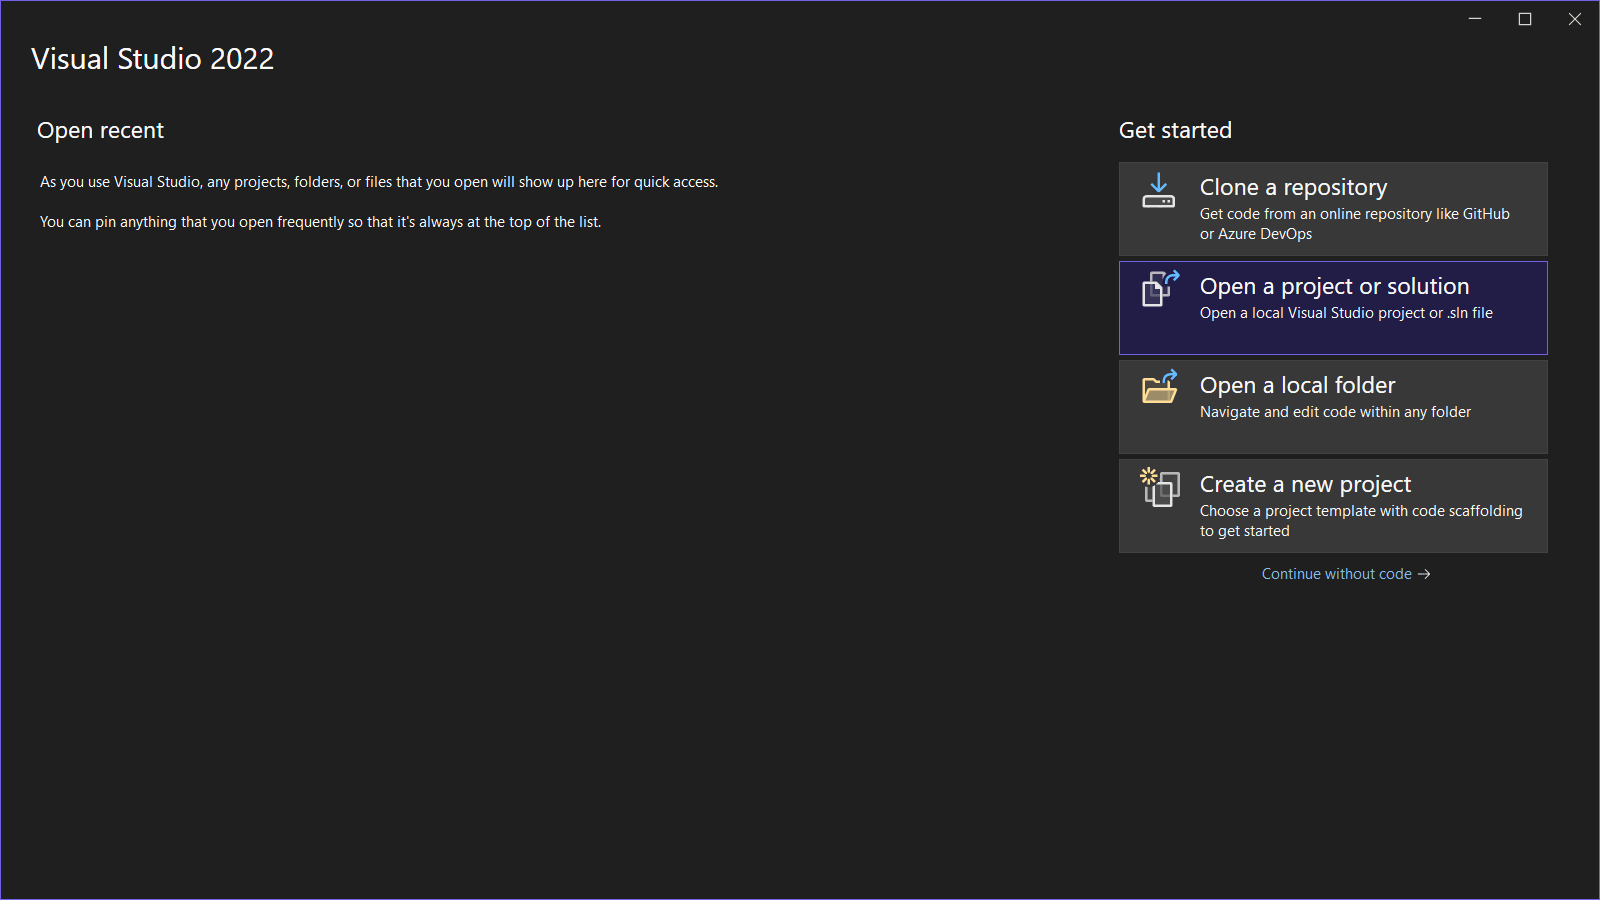 Visual Studio 2022
Open recent
As you use Visual Studio, any projects, folders, or files that you open will show up here for quick access.
You can pin anything that you open frequently so that it's always at the top of the list.
Get started
Clone a repository
Get code from an online repository like GitHub
or Azure DevOps
Open a project or solution
Open a local Visual Studio project or .sln file
Open a local folder
Navigate and edit code within any folder
Create a new project
Choose a project template with code scaffolding
to get started
Continue without code →